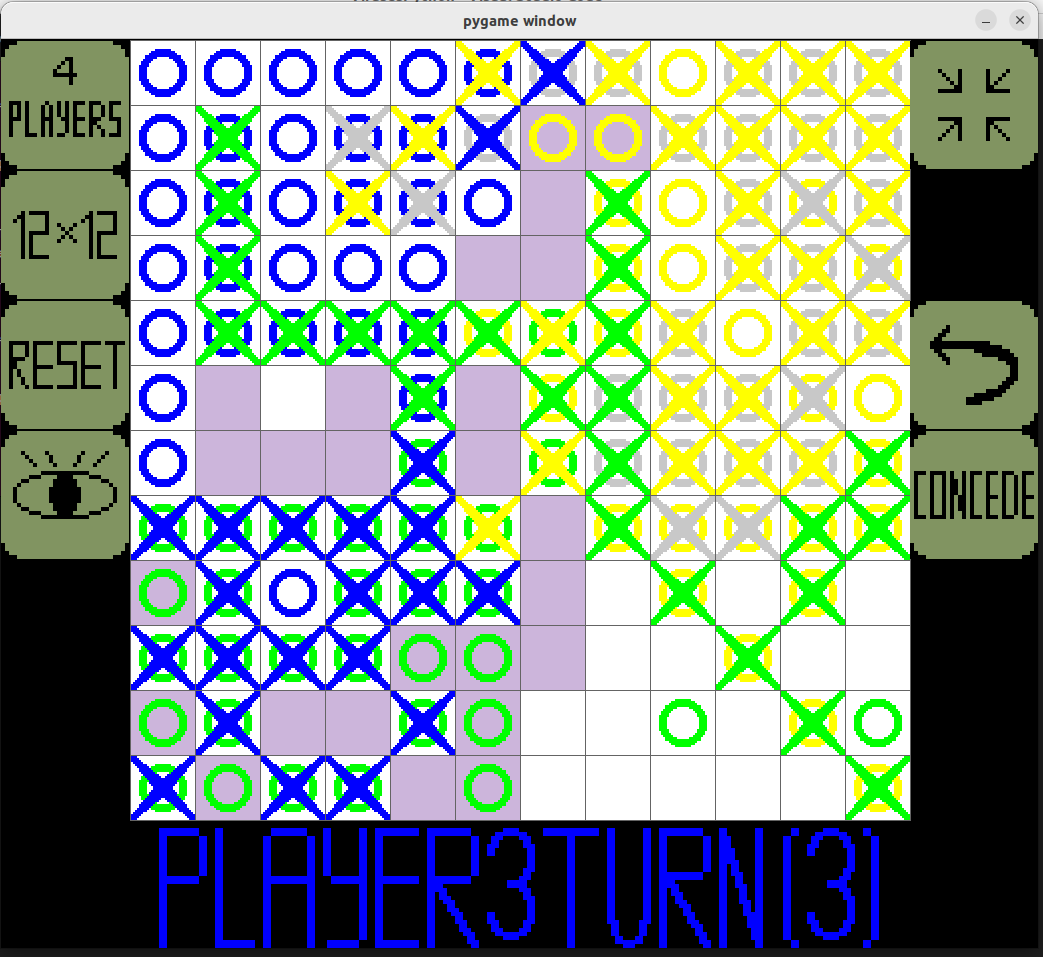 pygame window
4
PLAYERS
12×12
RESET
CONCEDE
PLAYER3TURN(3)